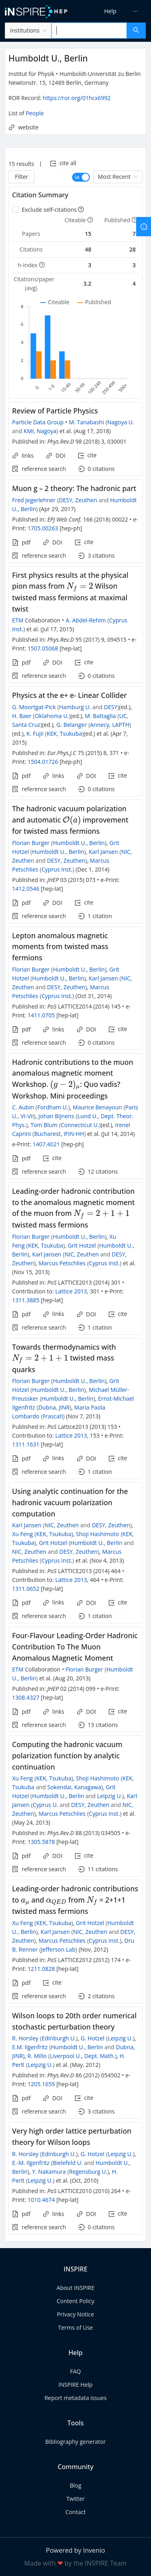 iNSPIRE HEP
Help
institutions
Humboldt U., Berlin
Institut für Physik • Humboldt-Universität zu Berlin
Newtonstr. 15, 12489 Berlin, Germany
ROR Record: https://ror.org/01hcx6992
List of People
website
15 results | cite all
Filter
Most Recent
Citation Summary
Exclude self-citations
Citeable Published
Papers 15 7
Citations 48 28
h-index 3 3
Citations/paper (avg) 3.2 4
Citeable Published
8
6
4
2
0
0 1-9 10-49 50-99 100-249 250-499 500+
Review of Particle Physics
Particle Data Group • M. Tanabashi (Nagoya U. and KMI, Nagoya) et al. (Aug 17, 2018)
Published in: Phys.Rev.D 98 (2018) 3, 030001
links DOI cite
reference search 0 citations
Muon g – 2 theory: The hadronic part
Fred Jegerlehner (DESY, Zeuthen and Humboldt U., Berlin) (Apr 29, 2017)
Published in: EPJ Web Conf. 166 (2018) 00022 • e-Print: 1705.00263 [hep-ph]
pdf DOI cite
reference search 3 citations
First physics results at the physical pion mass from N_f = 2 Wilson twisted mass fermions at maximal twist
ETM Collaboration • A. Abdel-Rehim (Cyprus Inst.) et al. (Jul 15, 2015)
Published in: Phys.Rev.D 95 (2017) 9, 094515 • e-Print: 1507.05068 [hep-lat]
pdf DOI cite
reference search 0 citations
Physics at the e+ e- Linear Collider
G. Moortgat-Pick (Hamburg U. and DESY)(ed.), H. Baer (Oklahoma U.)(ed.), M. Battaglia (UC, Santa Cruz)(ed.), G. Belanger (Annecy, LAPTH)(ed.), K. Fujii (KEK, Tsukuba)(ed.) et al. (Apr 7, 2015)
Published in: Eur.Phys.J.C 75 (2015) 8, 371 • e-Print: 1504.01726 [hep-ph]
pdf links DOI cite
reference search 0 citations
The hadronic vacuum polarization and automatic O(a) improvement for twisted mass fermions
Florian Burger (Humboldt U., Berlin), Grit Hotzel (Humboldt U., Berlin), Karl Jansen (NIC, Zeuthen and DESY, Zeuthen), Marcus Petschlies (Cyprus Inst.) (Dec 1, 2014)
Published in: JHEP 03 (2015) 073 • e-Print: 1412.0546 [hep-lat]
pdf DOI cite
reference search 1 citation
Lepton anomalous magnetic moments from twisted mass fermions
Florian Burger (Humboldt U., Berlin), Grit Hotzel (Humboldt U., Berlin), Karl Jansen (NIC, Zeuthen and DESY, Zeuthen), Marcus Petschlies (Cyprus Inst.) (Oct 31, 2014)
Published in: PoS LATTICE2014 (2014) 145 • e-Print: 1411.0705 [hep-lat]
pdf links DOI cite
reference search 0 citations
Hadronic contributions to the muon anomalous magnetic moment Workshop. (g − 2)_μ: Quo vadis? Workshop. Mini proceedings
C. Aubin (Fordham U.), Maurice Benayoun (Paris U., VI-VII), Johan Bijnens (Lund U., Dept. Theor. Phys.), Tom Blum (Connecticut U.)(ed.), Irenel Caprini (Bucharest, IFIN-HH) et al. (Jul 14, 2014)
e-Print: 1407.4021 [hep-ph]
pdf cite
reference search 12 citations
Leading-order hadronic contributions to the anomalous magnetic moment of the muon from N_f = 2 + 1 + 1 twisted mass fermions
Florian Burger (Humboldt U., Berlin), Xu Feng (KEK, Tsukuba), Grit Hotzel (Humboldt U., Berlin), Karl Jansen (NIC, Zeuthen and DESY, Zeuthen), Marcus Petschlies (Cyprus Inst.) (Nov 15, 2013)
Published in: PoS LATTICE2013 (2014) 301 • Contribution to: Lattice 2013, 301 • e-Print: 1311.3885 [hep-lat]
pdf links DOI cite
reference search 1 citation
Towards thermodynamics with N_f = 2 + 1 + 1 twisted mass quarks
Florian Burger (Humboldt U., Berlin), Grit Hotzel (Humboldt U., Berlin), Michael Müller-Preussker (Humboldt U., Berlin), Ernst-Michael Ilgenfritz (Dubna, JINR), Maria Paola Lombardo (Frascati) (Nov 7, 2013)
Published in: PoS Lattice2013 (2013) 153 • Contribution to: Lattice 2013, 153 • e-Print: 1311.1631 [hep-lat]
pdf links DOI cite
reference search 1 citation
Using analytic continuation for the hadronic vacuum polarization computation
Karl Jansen (NIC, Zeuthen and DESY, Zeuthen), Xu Feng (KEK, Tsukuba), Shoji Hashimoto (KEK, Tsukuba), Grit Hotzel (Humboldt U., Berlin and NIC, Zeuthen and DESY, Zeuthen), Marcus Petschlies (Cyprus Inst.) et al. (Nov 4, 2013)
Published in: PoS LATTICE2013 (2014) 464 • Contribution to: Lattice 2013, 464 • e-Print: 1311.0652 [hep-lat]
pdf links DOI cite
reference search 1 citation
Four-Flavour Leading-Order Hadronic Contribution To The Muon Anomalous Magnetic Moment
ETM Collaboration • Florian Burger (Humboldt U., Berlin) et al. (Aug 20, 2013)
Published in: JHEP 02 (2014) 099 • e-Print: 1308.4327 [hep-lat]
pdf links DOI cite
reference search 13 citations
Computing the hadronic vacuum polarization function by analytic continuation
Xu Feng (KEK, Tsukuba), Shoji Hashimoto (KEK, Tsukuba and Sokendai, Kanagawa), Grit Hotzel (Humboldt U., Berlin and Leipzig U.), Karl Jansen (Cyprus U. and DESY, Zeuthen and NIC, Zeuthen), Marcus Petschlies (Cyprus Inst.) et al. (May 24, 2013)
Published in: Phys.Rev.D 88 (2013) 034505 • e-Print: 1305.5878 [hep-lat]
pdf DOI cite
reference search 11 citations
Leading-order hadronic contributions to a_μ and α_QED from N_f = 2+1+1 twisted mass fermions
Xu Feng (KEK, Tsukuba), Grit Hotzel (Humboldt U., Berlin), Karl Jansen (NIC, Zeuthen and DESY, Zeuthen), Marcus Petschlies (Cyprus Inst.), Dru B. Renner (Jefferson Lab) (Nov 2012)
Published in: PoS LATTICE2012 (2012) 174 • e-Print: 1211.0828 [hep-lat]
pdf cite
reference search 2 citations
Wilson loops to 20th order numerical stochastic perturbation theory
R. Horsley (Edinburgh U.), G. Hotzel (Leipzig U.), E.M. Ilgenfritz (Humboldt U., Berlin and Dubna, JINR), R. Millo (Liverpool U., Dept. Math.), H. Perlt (Leipzig U.) et al. (May, 2012)
Published in: Phys.Rev.D 86 (2012) 054502 • e-Print: 1205.1659 [hep-lat]
pdf DOI cite
reference search 3 citations
Very high order lattice perturbation theory for Wilson loops
R. Horsley (Edinburgh U.), G. Hotzel (Leipzig U.), E.-M. Ilgenfritz (Bielefeld U. and Humboldt U., Berlin), Y. Nakamura (Regensburg U.), H. Perlt (Leipzig U.) et al. (Oct, 2010)
Published in: PoS LATTICE2010 (2010) 264 • e-Print: 1010.4674 [hep-lat]
pdf links DOI cite
reference search 0 citations
INSPIRE
About INSPIRE
Content Policy
Privacy Notice
Terms of Use
Help
FAQ
INSPIRE Help
Report metadata issues
Tools
Bibliography generator
Community
Blog
Twitter
Contact
Powered by Invenio
Made with ❤ by the INSPIRE Team